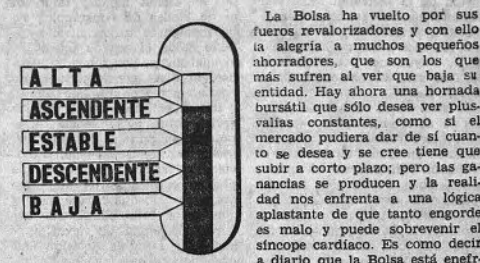 ALTA
ASCENDENTE
ESTABLE
DESCENDENTE
BAJA
La Bolsa ha vuelto por sus
fueros revalorizadores y con ello
la alegría a muchos pequeños
ahorradores, que son los que
más sufren al ver que baja su
entidad. Hay ahora una hornada
bursátil que sólo desea ver plus-
valías constantes, como si el
mercado pudiera dar de sí cuan-
to se desea y se cree tiene que
subir a corto plazo; pero las ga-
nancias se producen y la reali-
dad nos enfrenta a una lógica
aplastante de que tanto engorde
es malo y puede sobrevenir el
síncope cardíaco. Es como decir
a diario que la Bolsa está enefr-